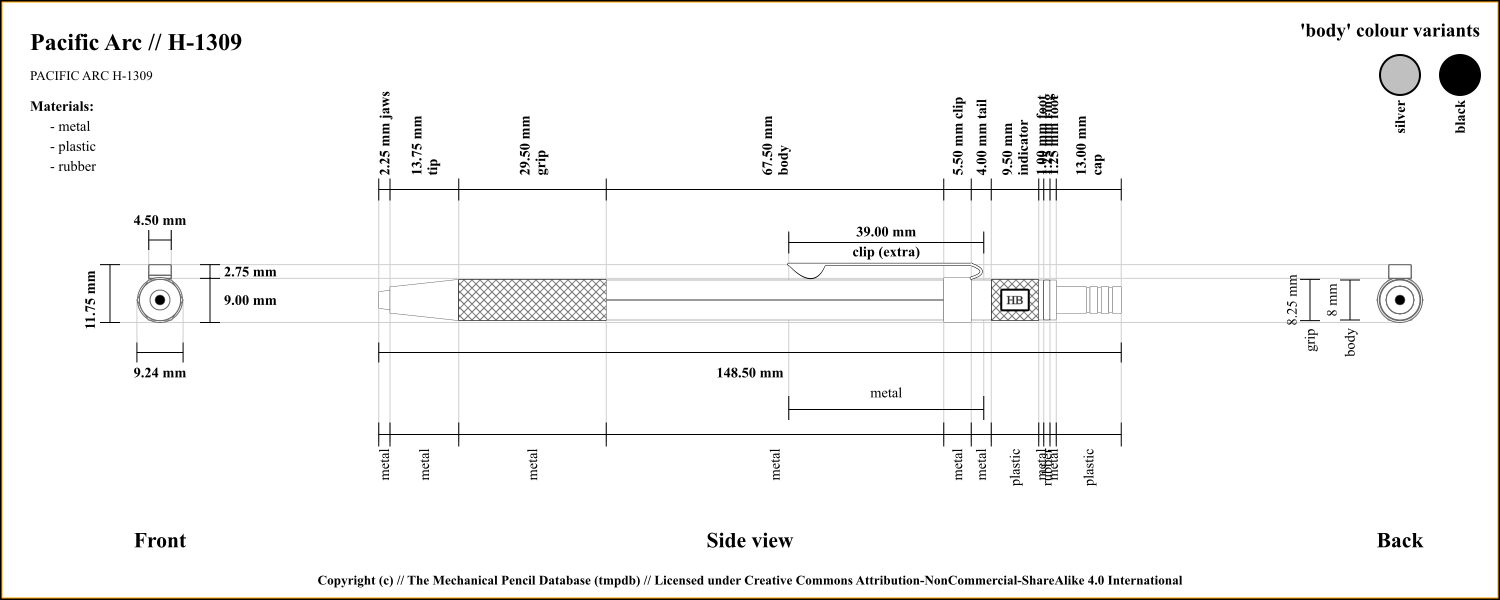 Pacific Arc // H-1309
PACIFIC ARC H-1309
Materials:
- metal
- plastic
- rubber
'body' colour variants
silver
black
2.25 mm jaws
13.75 mm
tip
29.50 mm
grip
67.50 mm
body
5.50 mm clip
4.00 mm tail
9.50 mm
indicator
1.00 mm foot
1.25 mm foot
13.00 mm
cap
4.50 mm
2.75 mm
9.00 mm
11.75 mm
9.24 mm
39.00 mm
clip (extra)
HB
8.25 mm
grip
8 mm
body
148.50 mm
metal
metal
metal
metal
metal
metal
metal
plastic
metal
rubber
metal
plastic
Front
Side view
Back
Copyright (c) // The Mechanical Pencil Database (tmpdb) // Licensed under Creative Commons Attribution-NonCommercial-ShareAlike 4.0 International